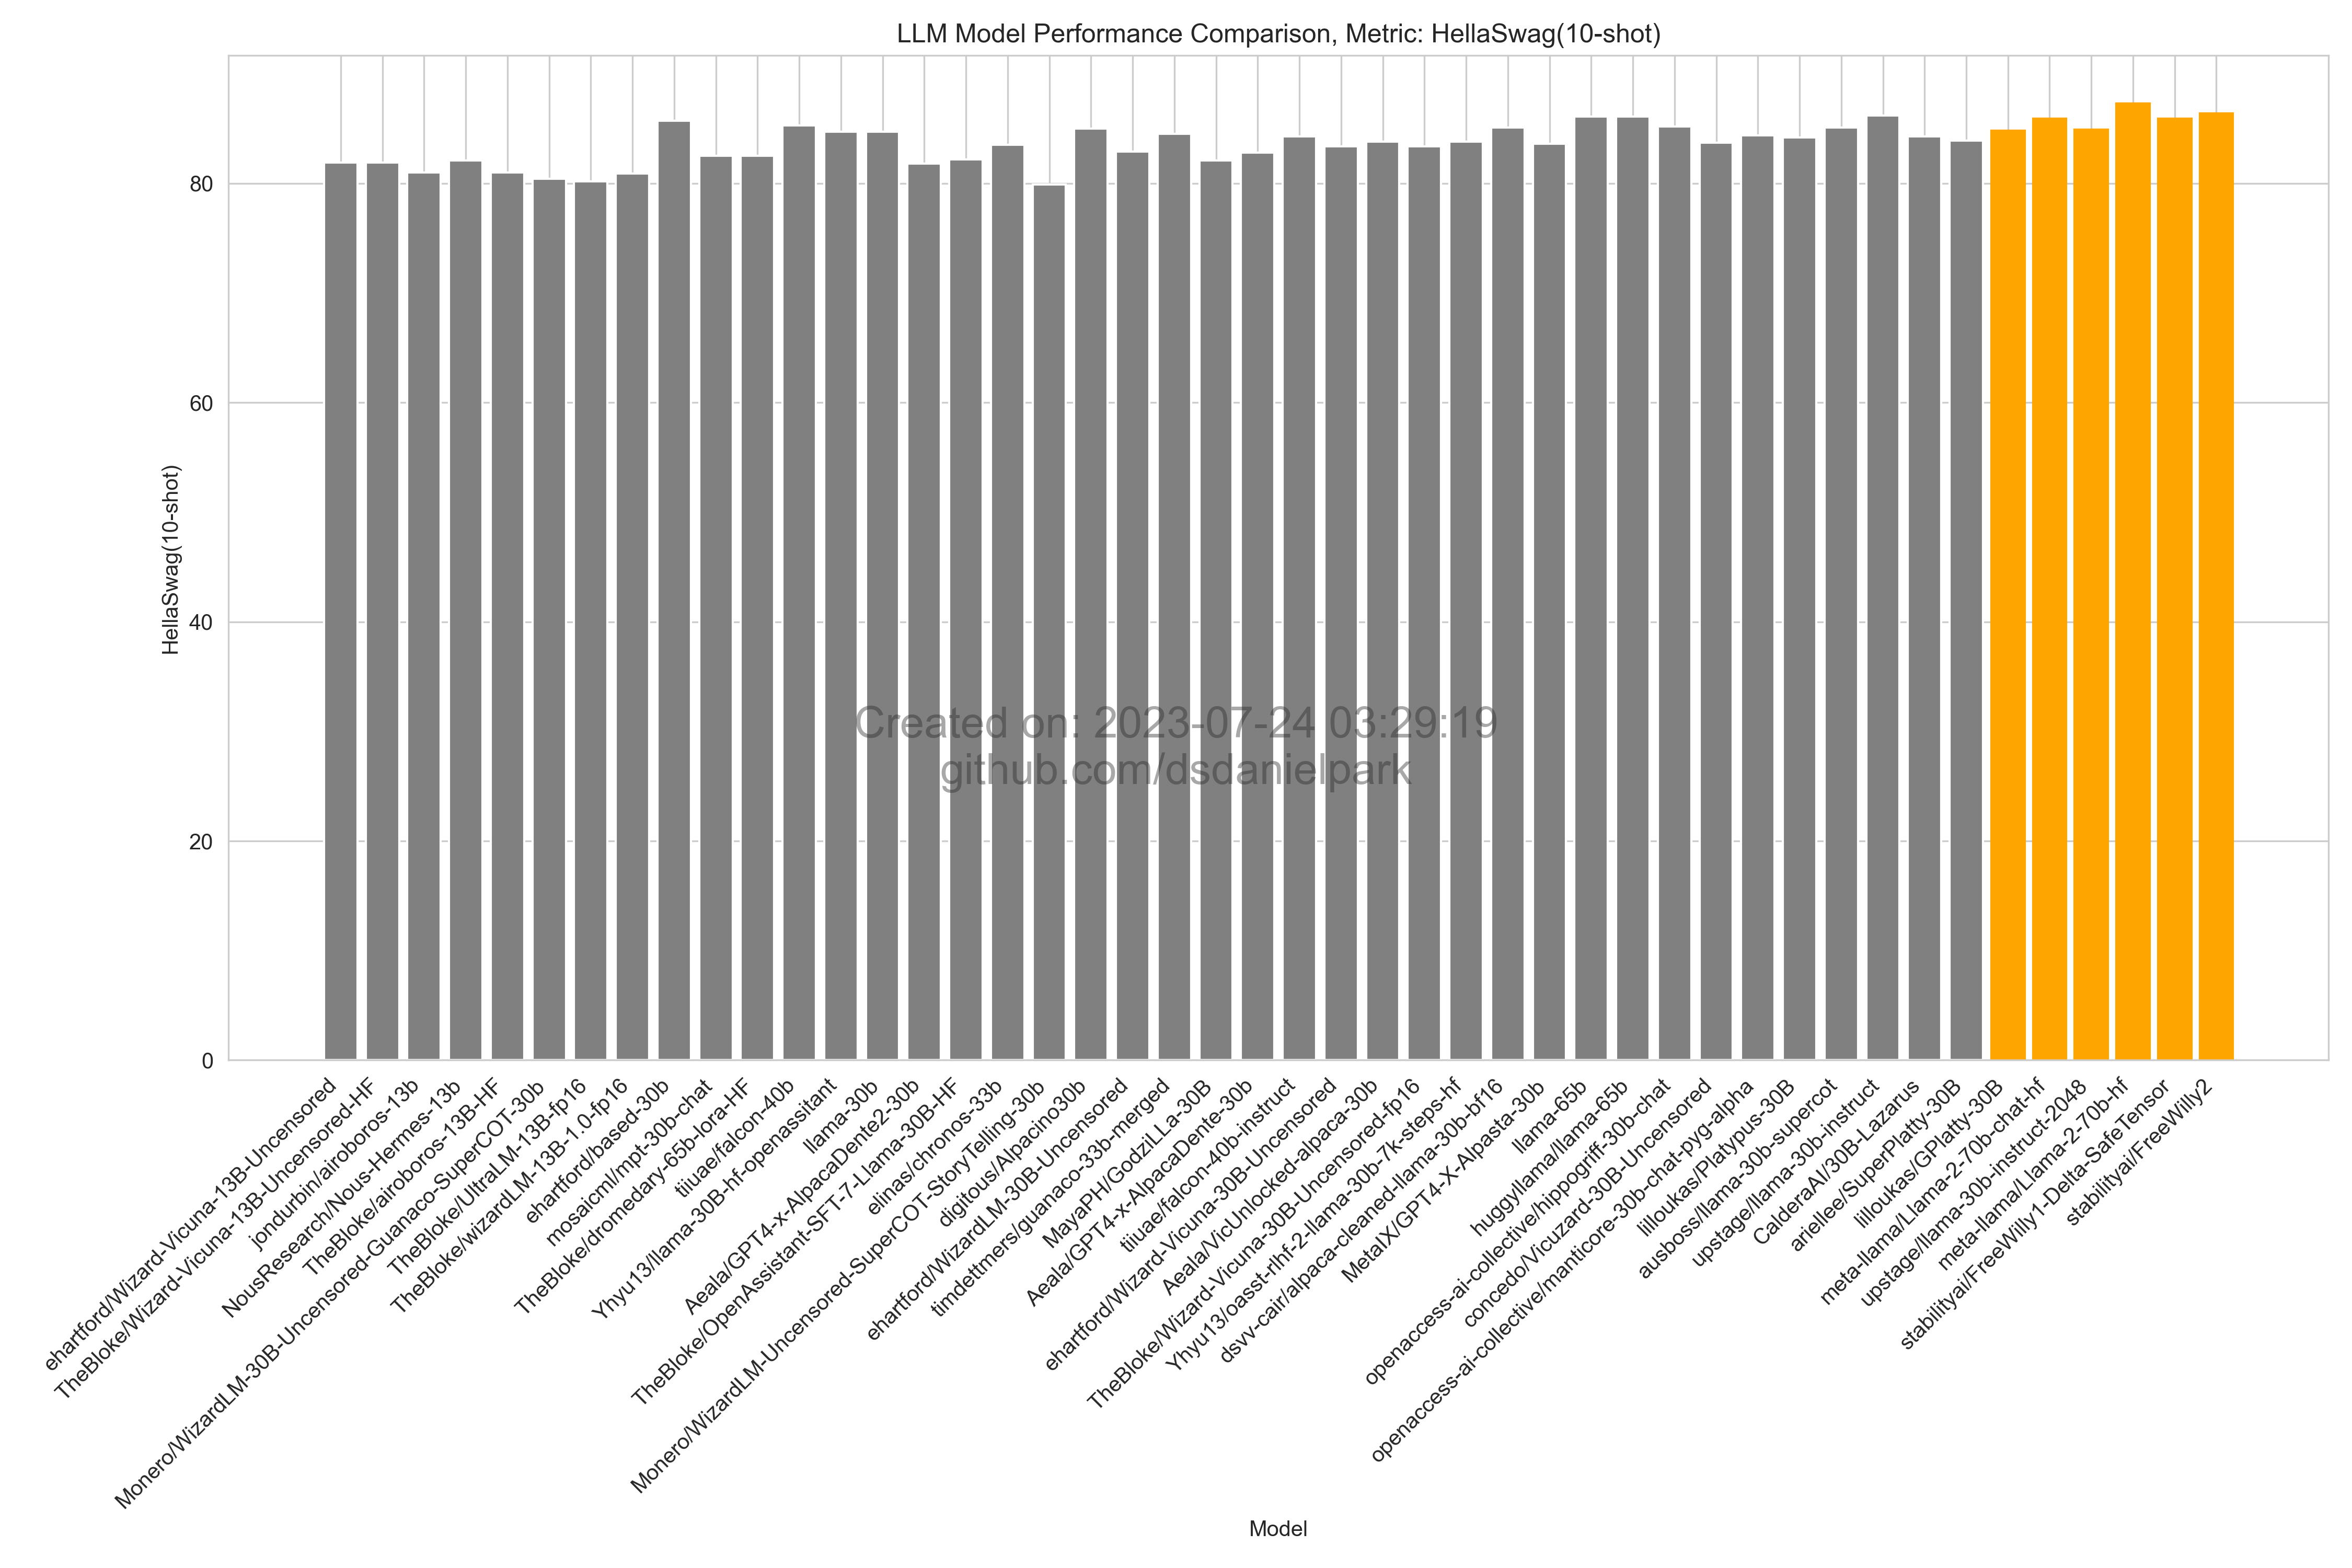 LLM Model Performance Comparison, Metric: HellaSwag(10-shot)
HellaSwag(10-shot)
80
60
40
20
0
Created on: 2023-07-24 03:29:19
github.com/dsdanielpark
ehartford/Wizard-Vicuna-13B-Uncensored
TheBloke/Wizard-Vicuna-13B-Uncensored-HF
jondurbin/airoboros-13b
NousResearch/Nous-Hermes-13b
TheBloke/airoboros-13B-HF
Monero/WizardLM-30B-Uncensored-Guanaco-SuperCOT-30b
TheBloke/UltraLM-13B-fp16
TheBloke/wizardLM-13B-1.0-fp16
ehartford/based-30b
mosaicml/mpt-30b-chat
TheBloke/dromedary-65b-lora-HF
tiiuae/falcon-40b
Yhyu13/llama-30B-hf-openassitant
llama-30b
Aeala/GPT4-x-AlpacaDente2-30b
TheBloke/OpenAssistant-SFT-7-Llama-30B-HF
elinas/chronos-33b
Monero/WizardLM-Uncensored-SuperCOT-StoryTelling-30b
digitous/Alpacino30b
ehartford/WizardLM-30B-Uncensored
timdettmers/guanaco-33b-merged
MayaPH/GodziLLa-30B
Aeala/GPT4-x-AlpacaDente-30b
tiiuae/falcon-40b-instruct
ehartford/Wizard-Vicuna-30B-Uncensored
Aeala/VicUnlocked-alpaca-30b
TheBloke/Wizard-Vicuna-30B-Uncensored-fp16
Yhyu13/oasst-rlhf-2-llama-30b-7k-steps-hf
dsvv-cair/alpaca-cleaned-llama-30b-bf16
MetaIX/GPT4-X-Alpasta-30b
llama-65b
huggyllama/llama-65b
openaccess-ai-collective/hippogriff-30b-chat
concedo/Vicuzard-30B-Uncensored
openaccess-ai-collective/manticore-30b-chat-pyg-alpha
lilloukas/Platypus-30B
ausboss/llama-30b-supercot
upstage/llama-30b-instruct
CalderaAI/30B-Lazarus
ariellee/SuperPlatty-30B
lilloukas/GPlatty-30B
meta-llama/Llama-2-70b-chat-hf
upstage/llama-30b-instruct-2048
meta-llama/Llama-2-70b-hf
stabilityai/FreeWilly1-Delta-SafeTensor
stabilityai/FreeWilly2
Model